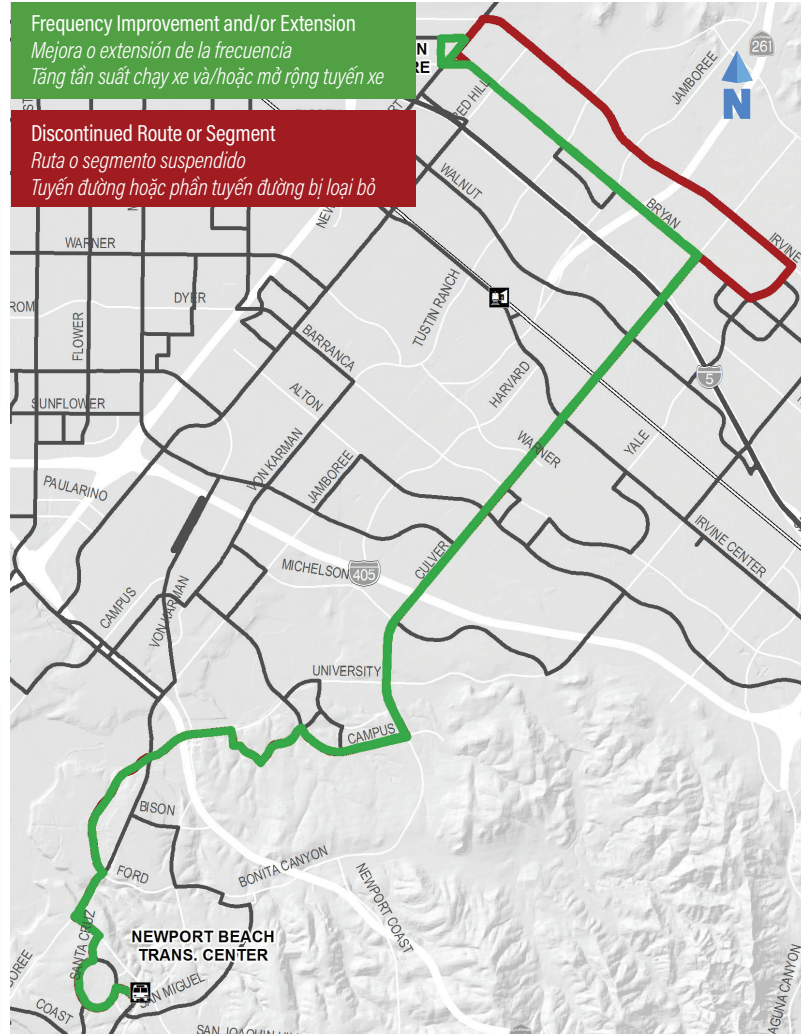 Frequency Improvement and/or Extension
Mejora o extensión de la frecuencia
Tăng tần suất chạy xe và/hoặc mở rộng tuyến xe
Discontinued Route or Segment
Ruta o segmento suspendido
Tuyến đường hoặc phần tuyến đường bị loại bỏ
261
N
JAMBOREE
RED HILL
WALNUT
BRYAN
IRVINE
WARNER
DYER
FLOWER
TUSTIN RANCH
BARRANCA
HARVARD
5
ALTON
SUNFLOWER
WARNER
YALE
VON KARMAN
PAULARINO
JAMBOREE
IRVINE CENTER
CULVER
MICHELSON
405
CAMPUS
VON KARMAN
UNIVERSITY
CAMPUS
BISON
FORD
BONITA CANYON
NEWPORT COAST
SANTA CRUZ
NEWPORT BEACH
TRANS. CENTER
SAN MIGUEL
COAST